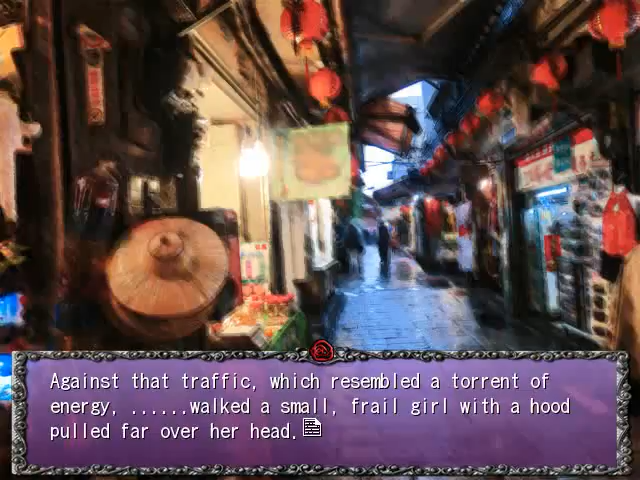 Against that traffic, which resembled a torrent of
energy, ......walked a small, frail girl with a hood
pulled far over her head.